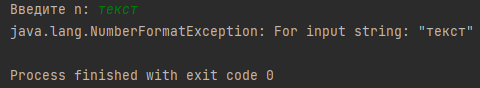 Введите n: текст
java.lang.NumberFormatException: For input string: "текст"
Process finished with exit code 0